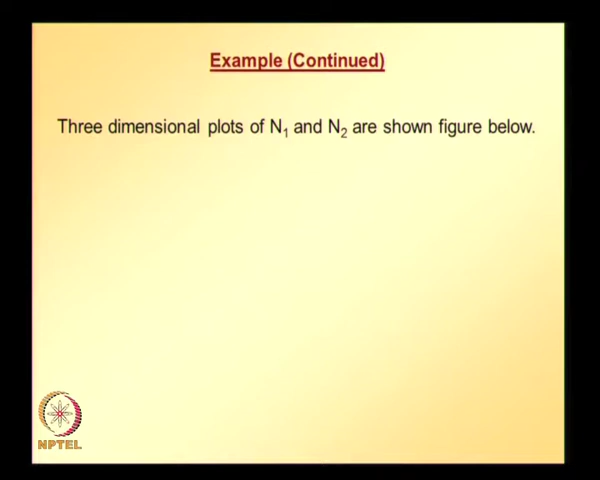 Example (Continued)
Three dimensional plots of N₁ and N₂ are shown figure below.
NPTEL